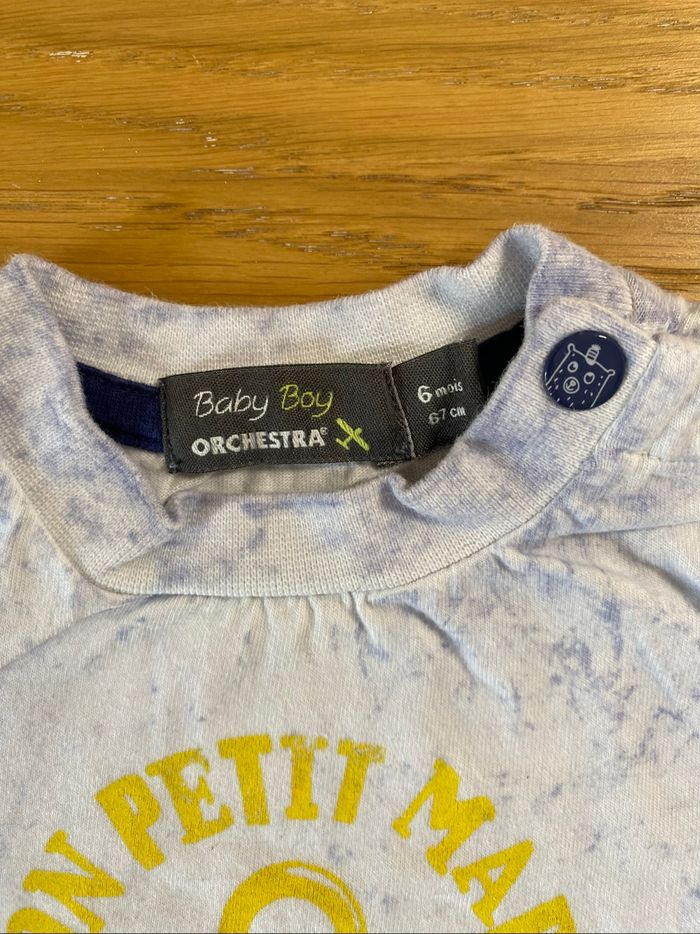 Baby Boy
ORCHESTRA®
6 mois
67 cm
PETIT